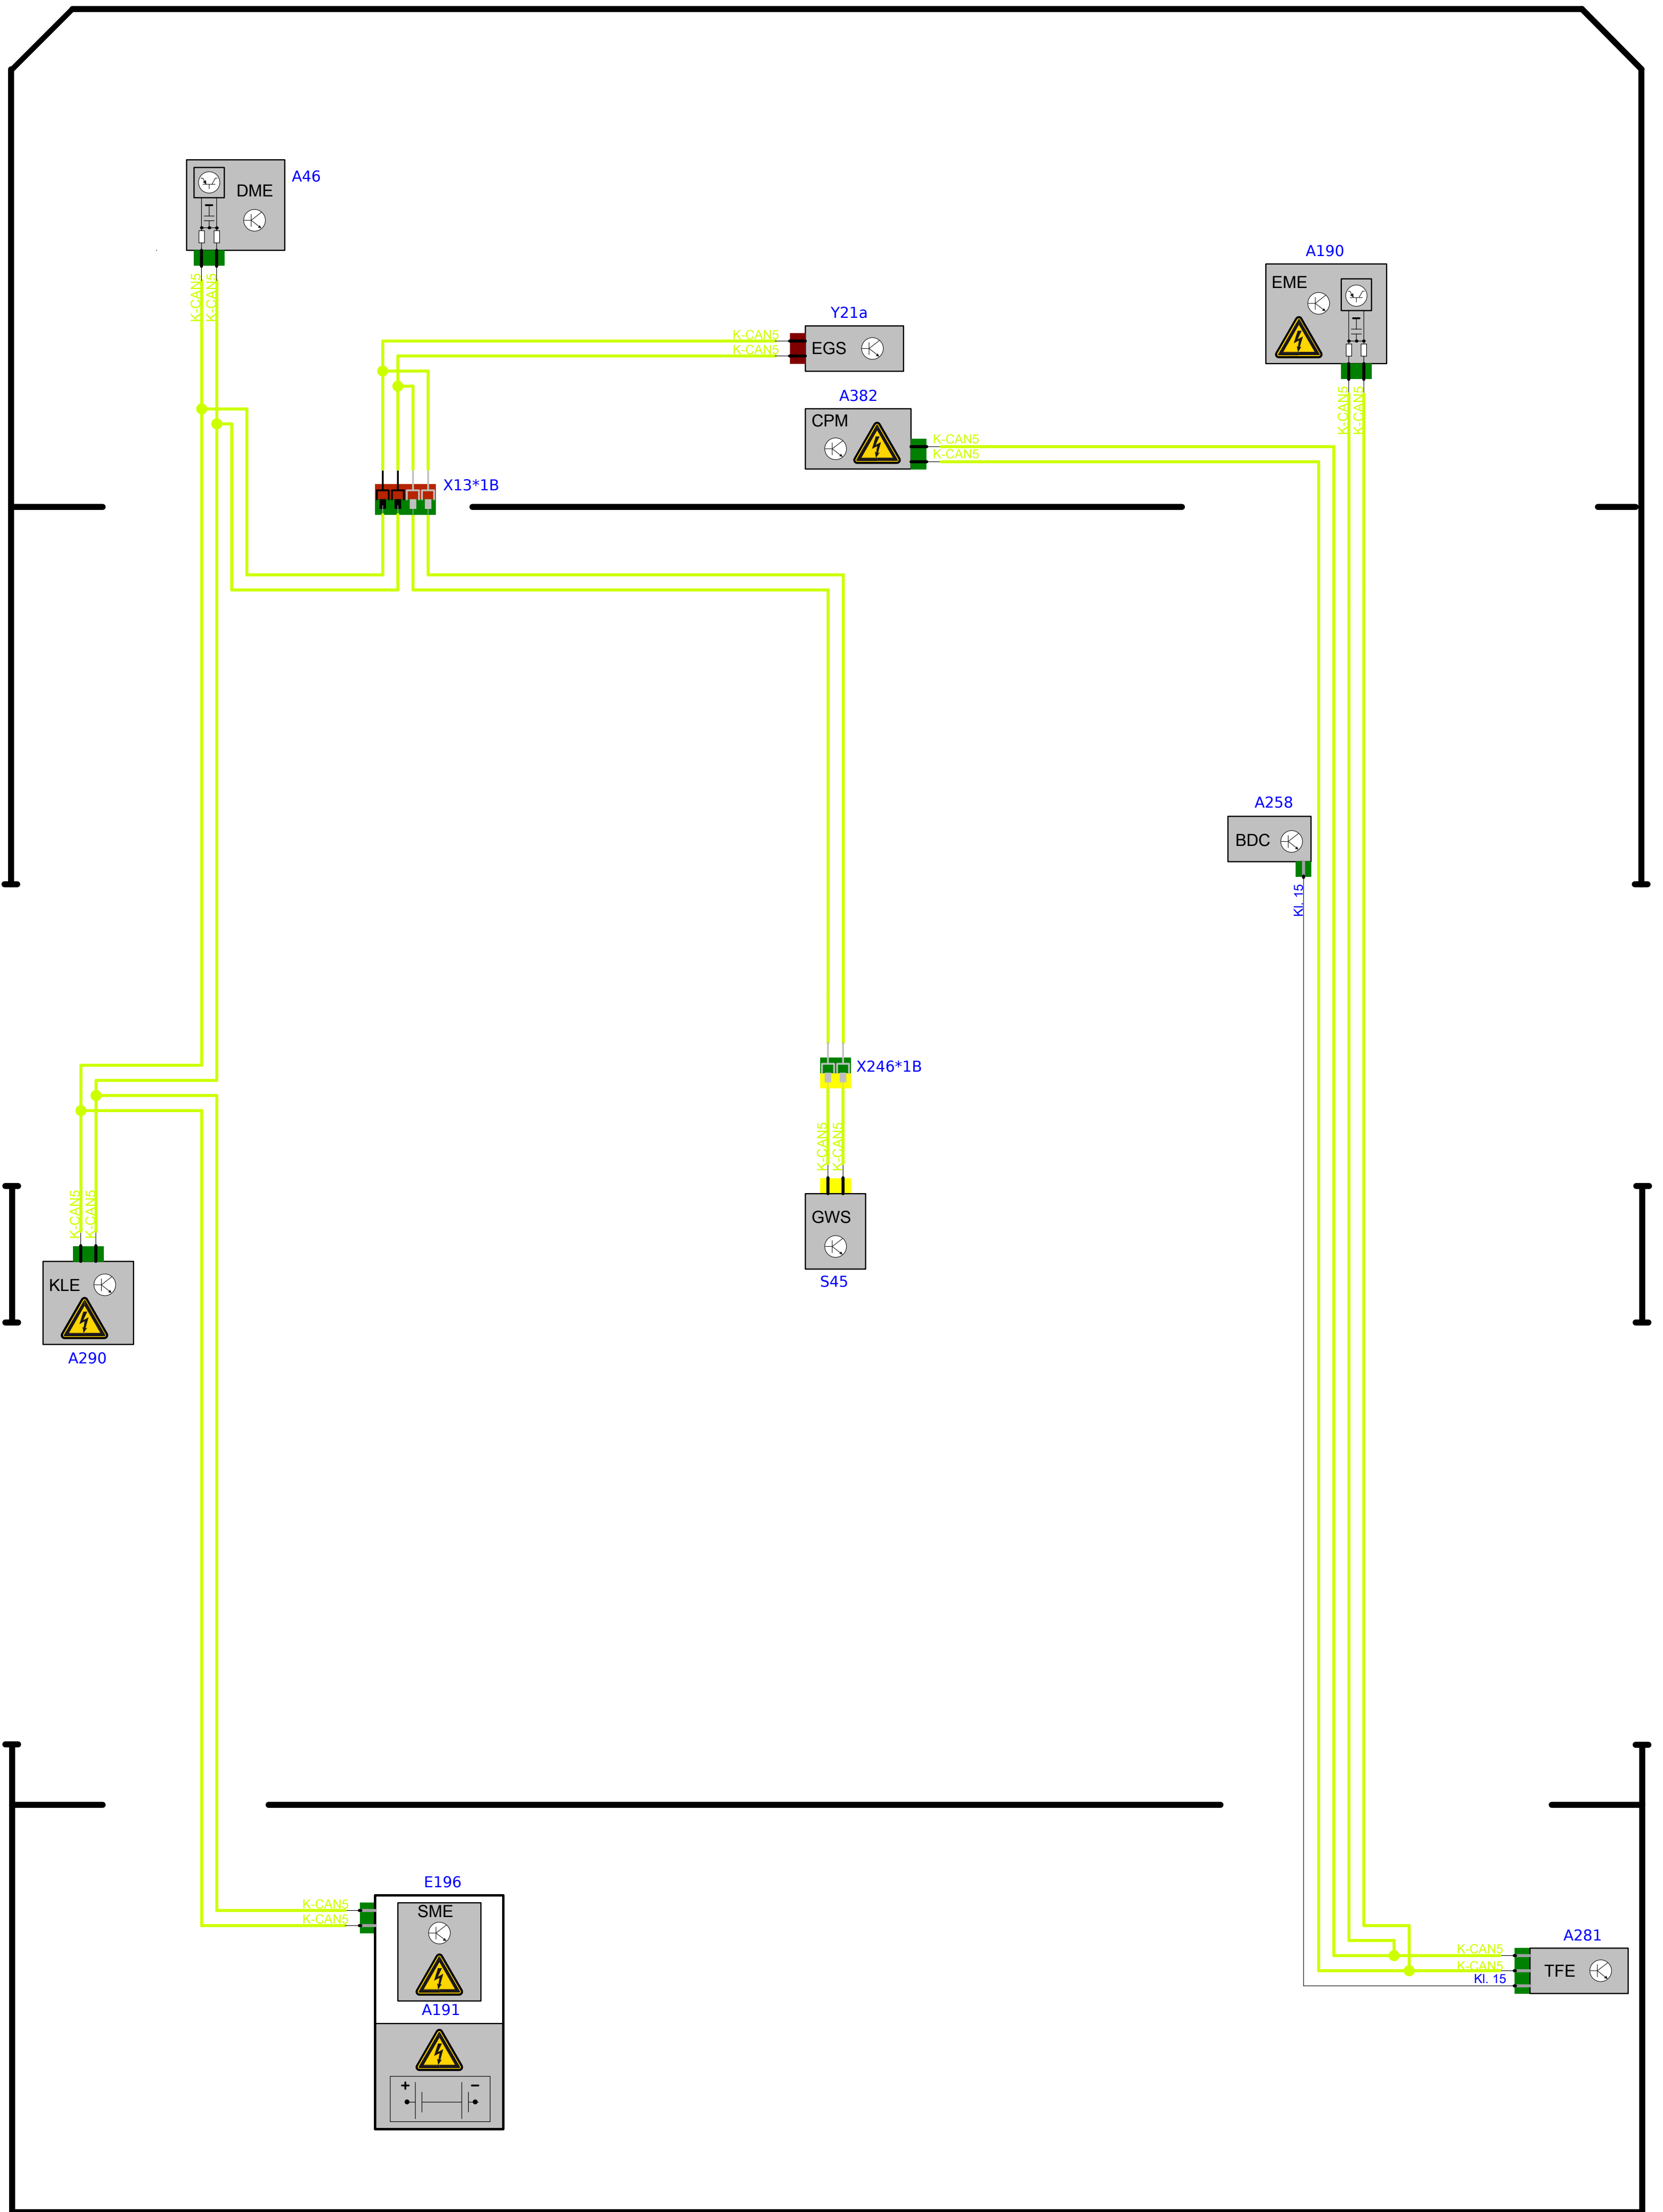 A46
DME
K-CAN5
K-CAN5
A190
EME
K-CAN5
K-CAN5
Y21a
K-CAN5
K-CAN5
EGS
A382
CPM
K-CAN5
K-CAN5
X13*1B
A258
BDC
Kl. 15
X246*1B
K-CAN5
K-CAN5
GWS
S45
K-CAN5
K-CAN5
KLE
A290
E196
K-CAN5
K-CAN5
SME
A191
+ −
A281
K-CAN5
K-CAN5
Kl. 15
TFE